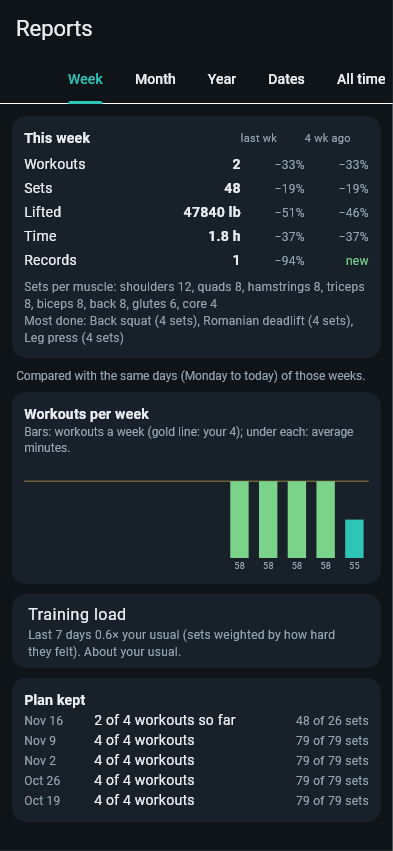 Reports
Week Month Year Dates All time
This week last wk 4 wk ago
Workouts 2 −33% −33%
Sets 48 −19% −19%
Lifted 47840 lb −51% −46%
Time 1.8 h −37% −37%
Records 1 −94% new
Sets per muscle: shoulders 12, quads 8, hamstrings 8, triceps
8, biceps 8, back 8, glutes 6, core 4
Most done: Back squat (4 sets), Romanian deadlift (4 sets),
Leg press (4 sets)
Compared with the same days (Monday to today) of those weeks.
Workouts per week
Bars: workouts a week (gold line: your 4); under each: average
minutes.
58 58 58 58 55
Training load
Last 7 days 0.6× your usual (sets weighted by how hard
they felt). About your usual.
Plan kept
Nov 16 2 of 4 workouts so far 48 of 26 sets
Nov 9 4 of 4 workouts 79 of 79 sets
Nov 2 4 of 4 workouts 79 of 79 sets
Oct 26 4 of 4 workouts 79 of 79 sets
Oct 19 4 of 4 workouts 79 of 79 sets